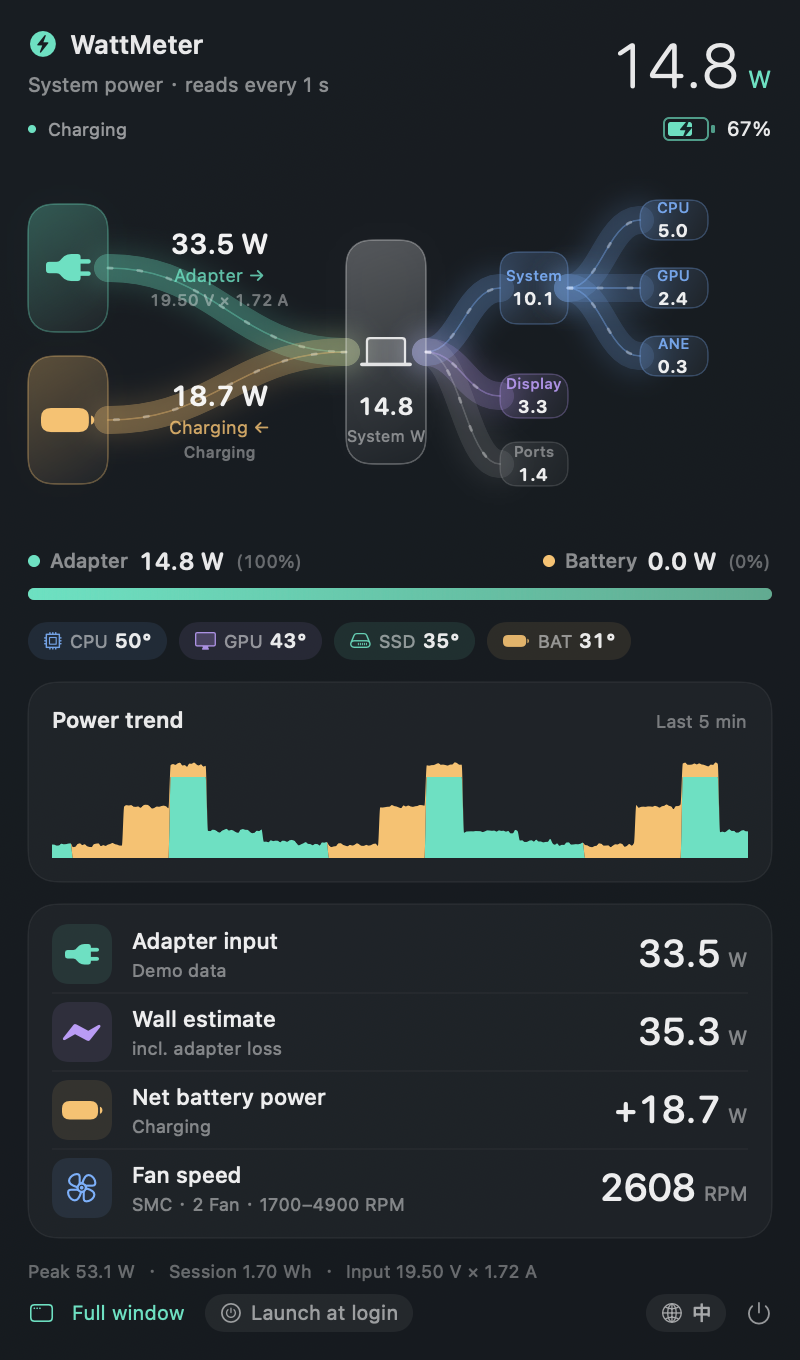 WattMeter
14.8 W
System power · reads every 1 s
Charging
67%
33.5 W
Adapter →
19.50 V × 1.72 A
18.7 W
Charging ←
Charging
14.8
System W
System
10.1
Display
3.3
Ports
1.4
CPU
5.0
GPU
2.4
ANE
0.3
Adapter 14.8 W (100%)
Battery 0.0 W (0%)
CPU 50°
GPU 43°
SSD 35°
BAT 31°
Power trend
Last 5 min
Adapter input
Demo data
33.5 W
Wall estimate
incl. adapter loss
35.3 W
Net battery power
Charging
+18.7 W
Fan speed
SMC · 2 Fan · 1700–4900 RPM
2608 RPM
Peak 53.1 W · Session 1.70 Wh · Input 19.50 V × 1.72 A
Full window
Launch at login
中